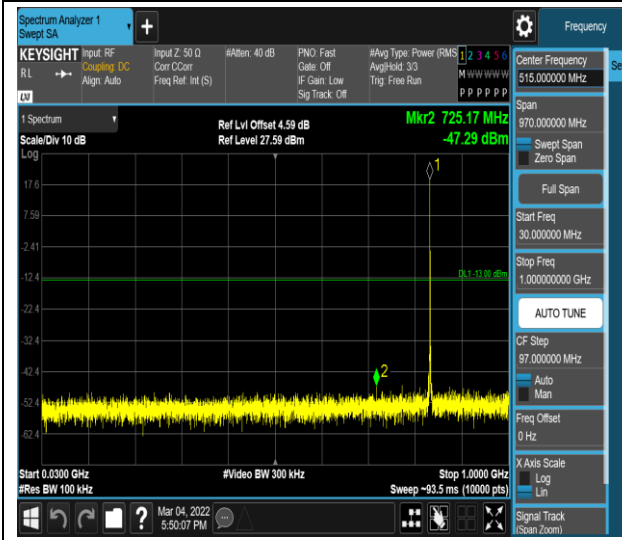 Spectrum Analyzer 1
Swept SA
+
Frequency
KEYSIGHT
RL
LXI
Input: RF
Coupling: DC
Align: Auto
Input Z: 50 Ω
Corr CCorr
Freq Ref: Int (S)
#Atten: 40 dB
PNO: Fast
Gate: Off
IF Gain: Low
Sig Track: Off
#Avg Type: Power (RMS
Avg|Hold: 3/3
Trig: Free Run
1 2 3 4 5 6
M W W W W W
P P P P P P
1 Spectrum
Scale/Div 10 dB
Log
Ref Lvl Offset 4.59 dB
Ref Level 27.59 dBm
Mkr2 725.17 MHz
-47.29 dBm
1
17.6
7.59
-2.41
-12.4
DL1 -13.00 dBm
-22.4
-32.4
-42.4
2
-52.4
-62.4
Start 0.0300 GHz
#Res BW 100 kHz
#Video BW 300 kHz
Stop 1.0000 GHz
Sweep ~93.5 ms (10000 pts)
?
Mar 04, 2022
5:50:07 PM
Center Frequency
515.000000 MHz
Se
Span
970.000000 MHz
Swept Span
Zero Span
Full Span
Start Freq
30.000000 MHz
Stop Freq
1.000000000 GHz
AUTO TUNE
CF Step
97.000000 MHz
Auto
Man
Freq Offset
0 Hz
X Axis Scale
Log
Lin
Signal Track
(Span Zoom)